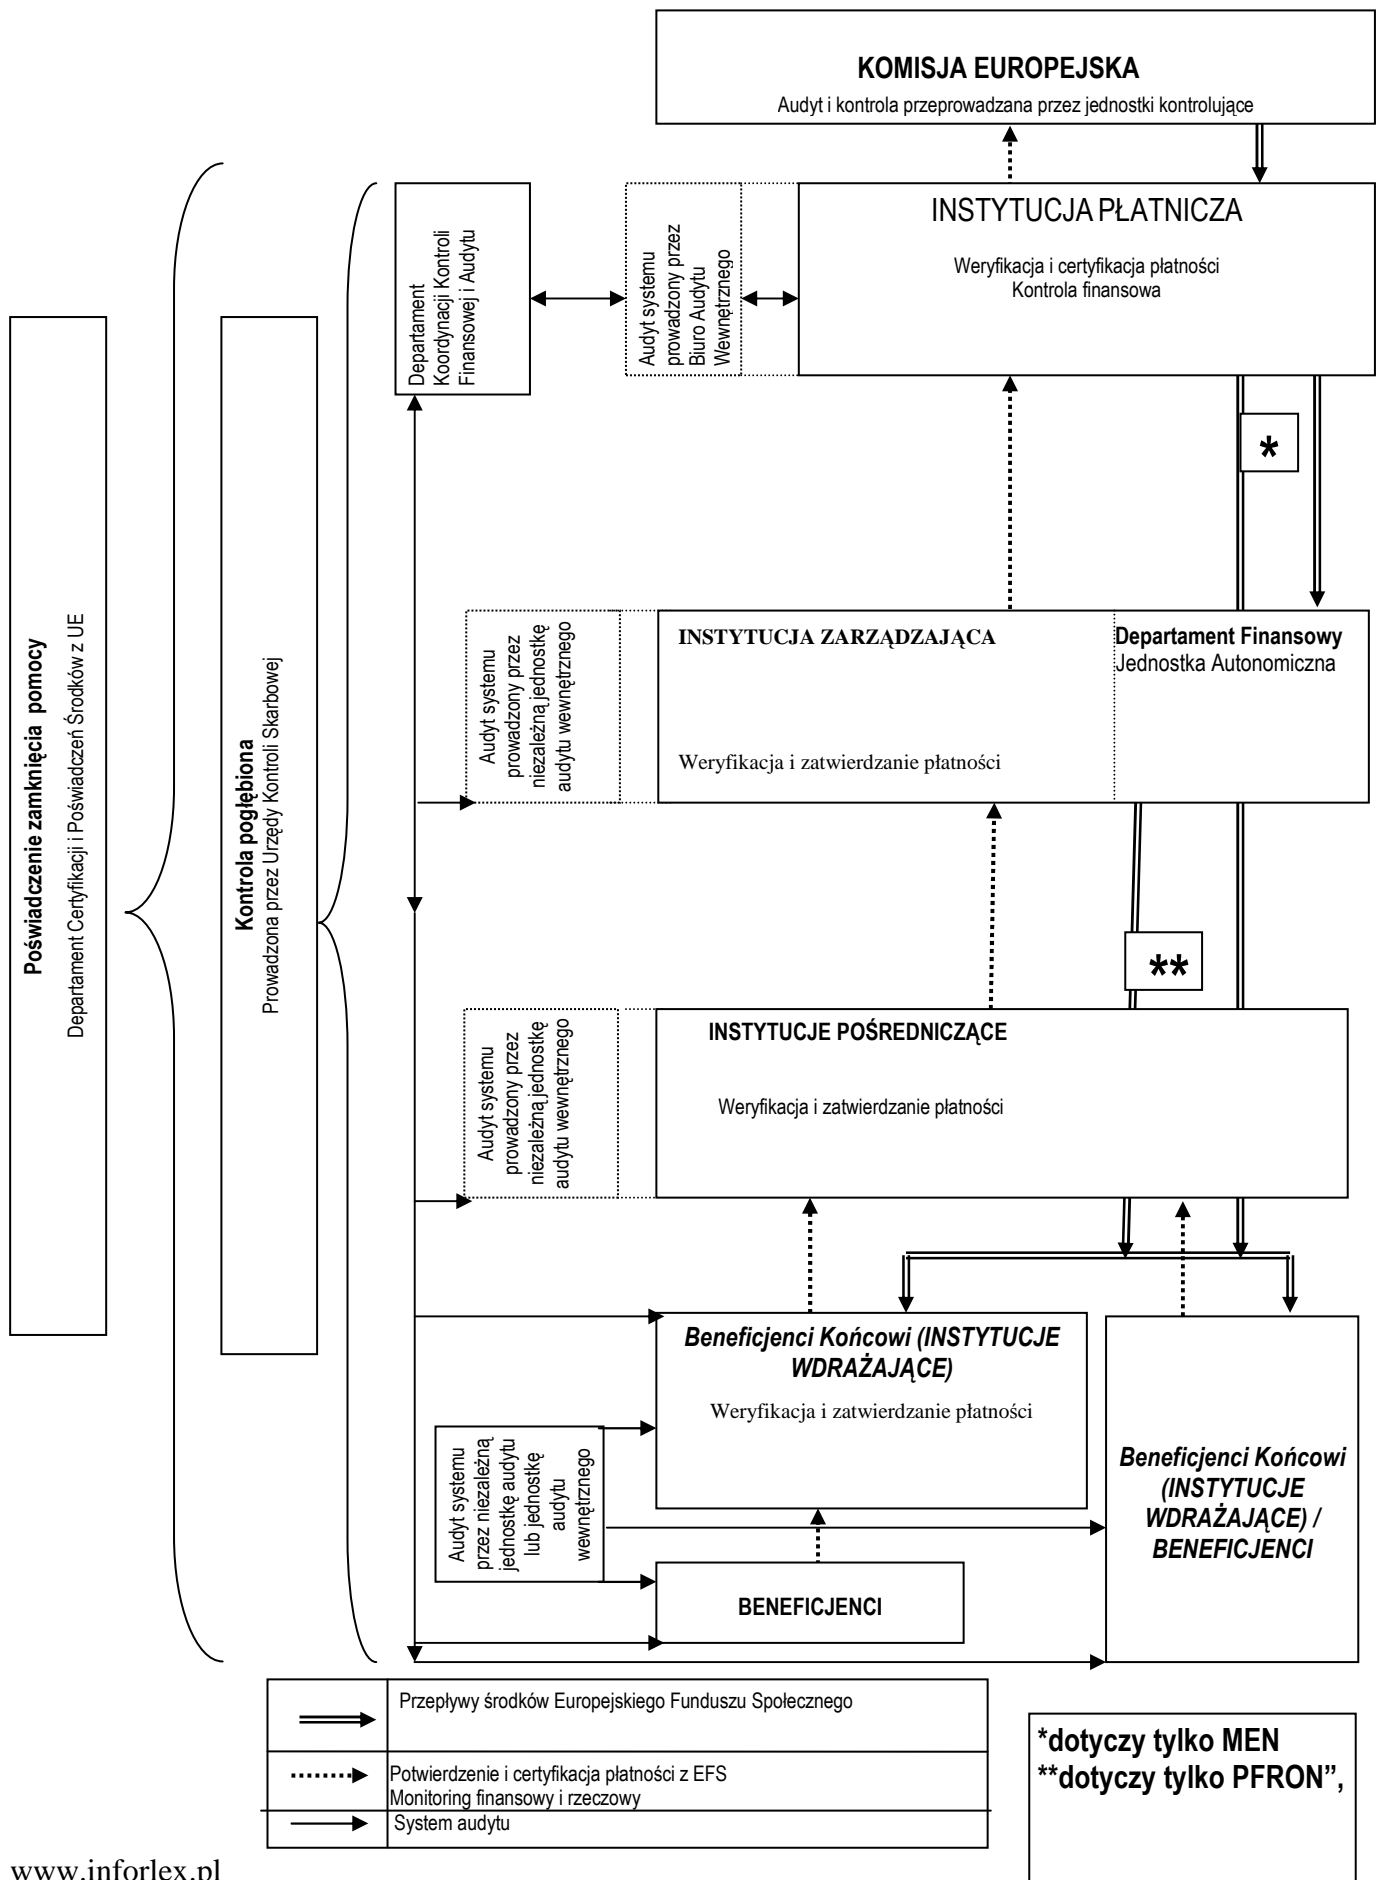 KOMISJA EUROPEJSKA
Audyt i kontrola przeprowadzana przez jednostki kontrolujące
INSTYTUCJA PŁATNICZA
Weryfikacja i certyfikacja płatności
Kontrola finansowa
Departament
Koordynacji Kontroli
Finansowej i Audytu
Audyt systemu
prowadzony przez
Biuro Audytu
Wewnętrznego
*
Poświadczenie zamknięcia pomocy
Departament Certyfikacji i Poświadczeń Środków z UE
Kontrola pogłębiona
Prowadzona przez Urzędy Kontroli Skarbowej
Audyt systemu
prowadzony przez
niezależną jednostkę
audytu wewnętrznego
INSTYTUCJA ZARZĄDZAJĄCA
Weryfikacja i zatwierdzanie płatności
Departament Finansowy
Jednostka Autonomiczna
**
Audyt systemu
prowadzony przez
niezależną jednostkę
audytu wewnętrznego
INSTYTUCJE POŚREDNICZĄCE
Weryfikacja i zatwierdzanie płatności
Beneficjenci Końcowi (INSTYTUCJE
WDRAŻAJĄCE)
Weryfikacja i zatwierdzanie płatności
Audyt systemu
przez niezależną
jednostkę audytu
lub jednostkę
audytu
wewnętrznego
Beneficjenci Końcowi
(INSTYTUCJE
WDRAŻAJĄCE) /
BENEFICJENCI
BENEFICJENCI
Przepływy środków Europejskiego Funduszu Społecznego
Potwierdzenie i certyfikacja płatności z EFS
Monitoring finansowy i rzeczowy
System audytu
*dotyczy tylko MEN
**dotyczy tylko PFRON”,
www.inforlex.pl